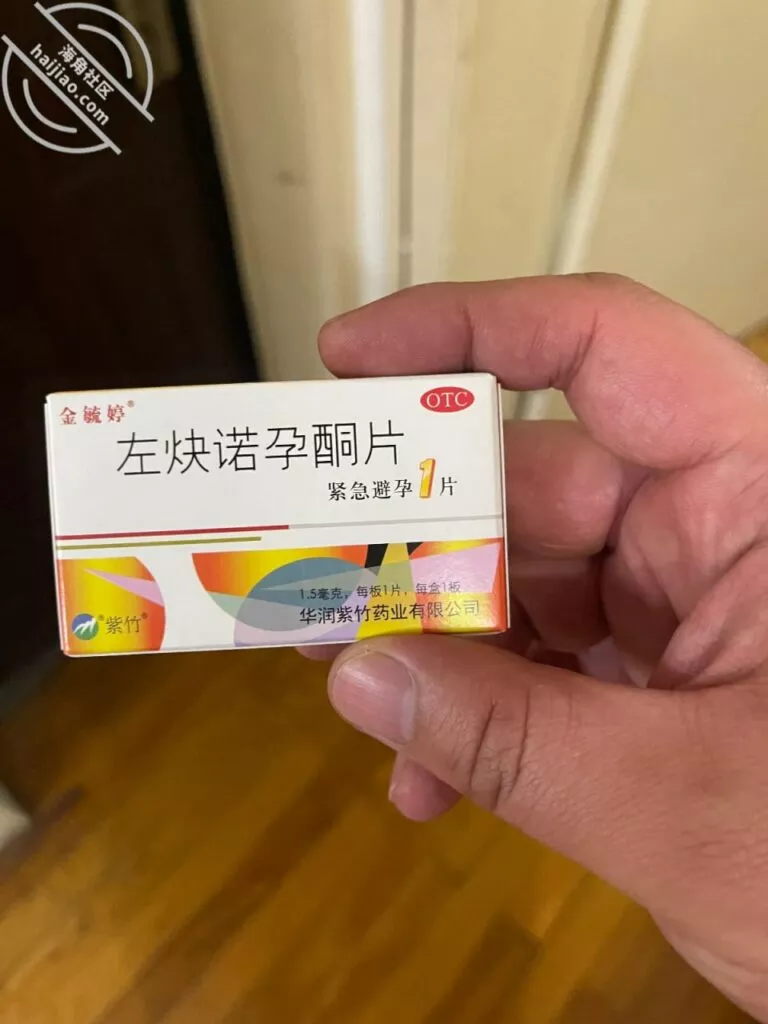 海角社区
haijiao.com
金毓婷®
OTC
左炔诺孕酮片
紧急避孕1片
1.5毫克，每板1片，每盒1板
®紫竹®
华润紫竹药业有限公司